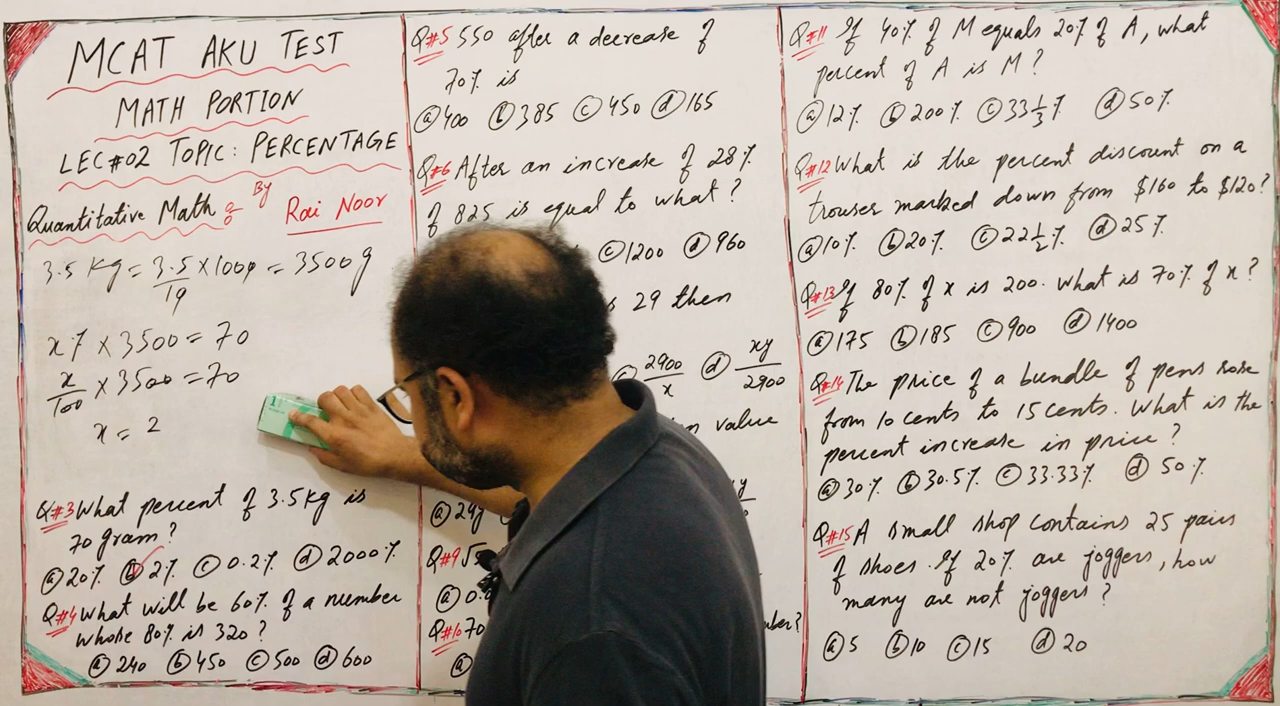 MCAT AKU TEST
MATH PORTION
LEC#02 TOPIC: PERCENTAGE
Quantitative Math By
Rai Noor
3.5 Kg = 3.5/10 × 1000 = 3500 g
x% × 3500 = 70
x/100 × 3500 = 70
x = 2
Q#3 What percent of 3.5 kg is
70 gram?
ⓐ 20% ⓑ 2% ⓒ 0.2% ⓓ 2000%
Q#4 What will be 60% of a number
whose 80% is 320?
ⓐ 240 ⓑ 450 ⓒ 500 ⓓ 600
Q#5 550 after a decrease of
70% is
ⓐ 400 ⓑ 385 ⓒ 450 ⓓ 165
Q#6 After an increase of 28%
of 825 is equal to what?
ⓒ 1200 ⓓ 960
29 then
2900/x ⓓ xy/2900
value
ⓐ 24y
Q#9 √
ⓐ 0.
Q#10 70
ⓐ
Q#11 If 40% of M equals 20% of A, what
percent of A is M?
ⓐ 12% ⓑ 200% ⓒ 33 1/3% ⓓ 50%
Q#12 What is the percent discount on a
trouser marked down from $160 to $120?
ⓐ 10% ⓑ 20% ⓒ 22 1/2% ⓓ 25%
Q#13 If 80% of x is 200. What is 70% of x?
ⓐ 175 ⓑ 185 ⓒ 900 ⓓ 1400
Q#14 The price of a bundle of pens rose
from 10 cents to 15 cents. What is the
percent increase in price?
ⓐ 30% ⓑ 30.5% ⓒ 33.33% ⓓ 50%
Q#15 A small shop contains 25 pairs
of shoes. If 20% are joggers, how
many are not joggers?
ⓐ 5 ⓑ 10 ⓒ 15 ⓓ 20